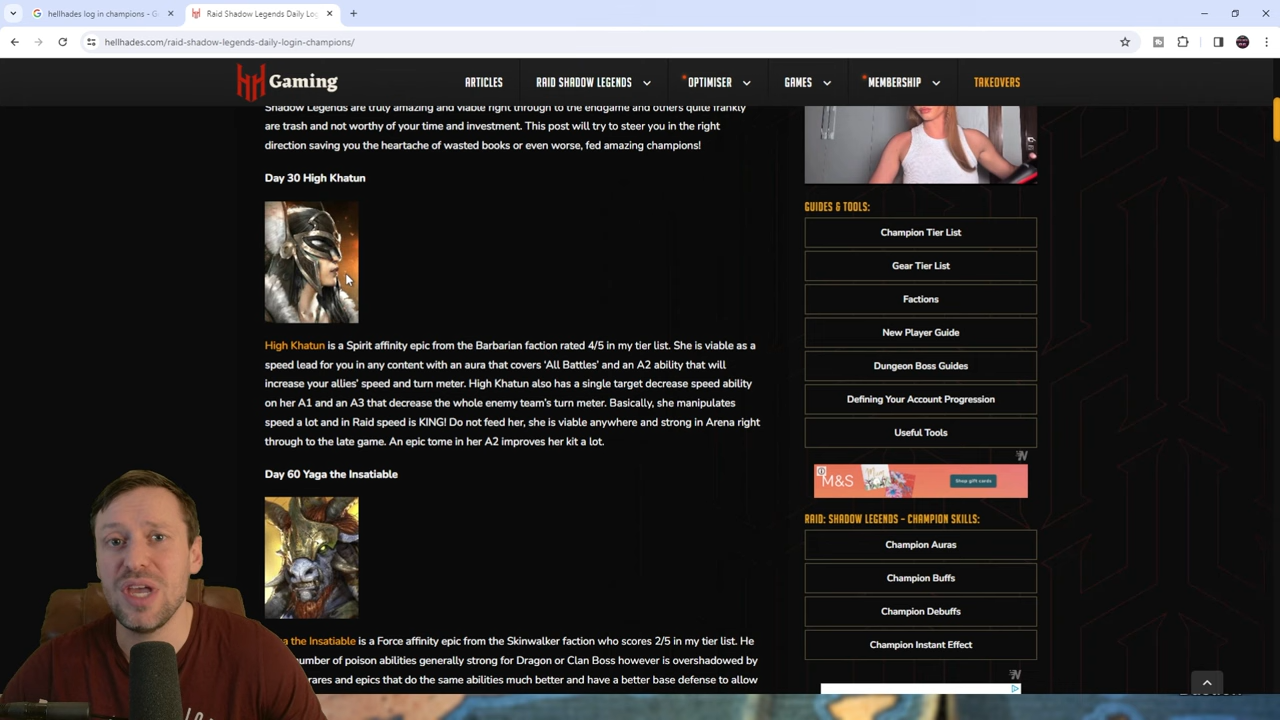 hellhades log in champions - G
Raid Shadow Legends Daily Log
hellhades.com/raid-shadow-legends-daily-login-champions/
Gaming
ARTICLES
RAID SHADOW LEGENDS
*OPTIMISER
GAMES
*MEMBERSHIP
TAKEOVERS
Shadow Legends are truly amazing and viable right through to the endgame and others quite frankly
are trash and not worthy of your time and investment. This post will try to steer you in the right
direction saving you the heartache of wasted books or even worse, fed amazing champions!
Day 30 High Khatun
High Khatun is a Spirit affinity epic from the Barbarian faction rated 4/5 in my tier list. She is viable as a
speed lead for you in any content with an aura that covers ‘All Battles’ and an A2 ability that will
increase your allies’ speed and turn meter. High Khatun also has a single target decrease speed ability
on her A1 and an A3 that decrease the whole enemy team’s turn meter. Basically, she manipulates
speed a lot and in Raid speed is KING! Do not feed her, she is viable anywhere and strong in Arena right
through to the late game. An epic tome in her A2 improves her kit a lot.
Day 60 Yaga the Insatiable
the Insatiable is a Force affinity epic from the Skinwalker faction who scores 2/5 in my tier list. He
number of poison abilities generally strong for Dragon or Clan Boss however is overshadowed by
rares and epics that do the same abilities much better and have a better base defense to allow
GUIDES & TOOLS:
Champion Tier List
Gear Tier List
Factions
New Player Guide
Dungeon Boss Guides
Defining Your Account Progression
Useful Tools
M&S
Shop gift cards
RAID: SHADOW LEGENDS – CHAMPION SKILLS:
Champion Auras
Champion Buffs
Champion Debuffs
Champion Instant Effect